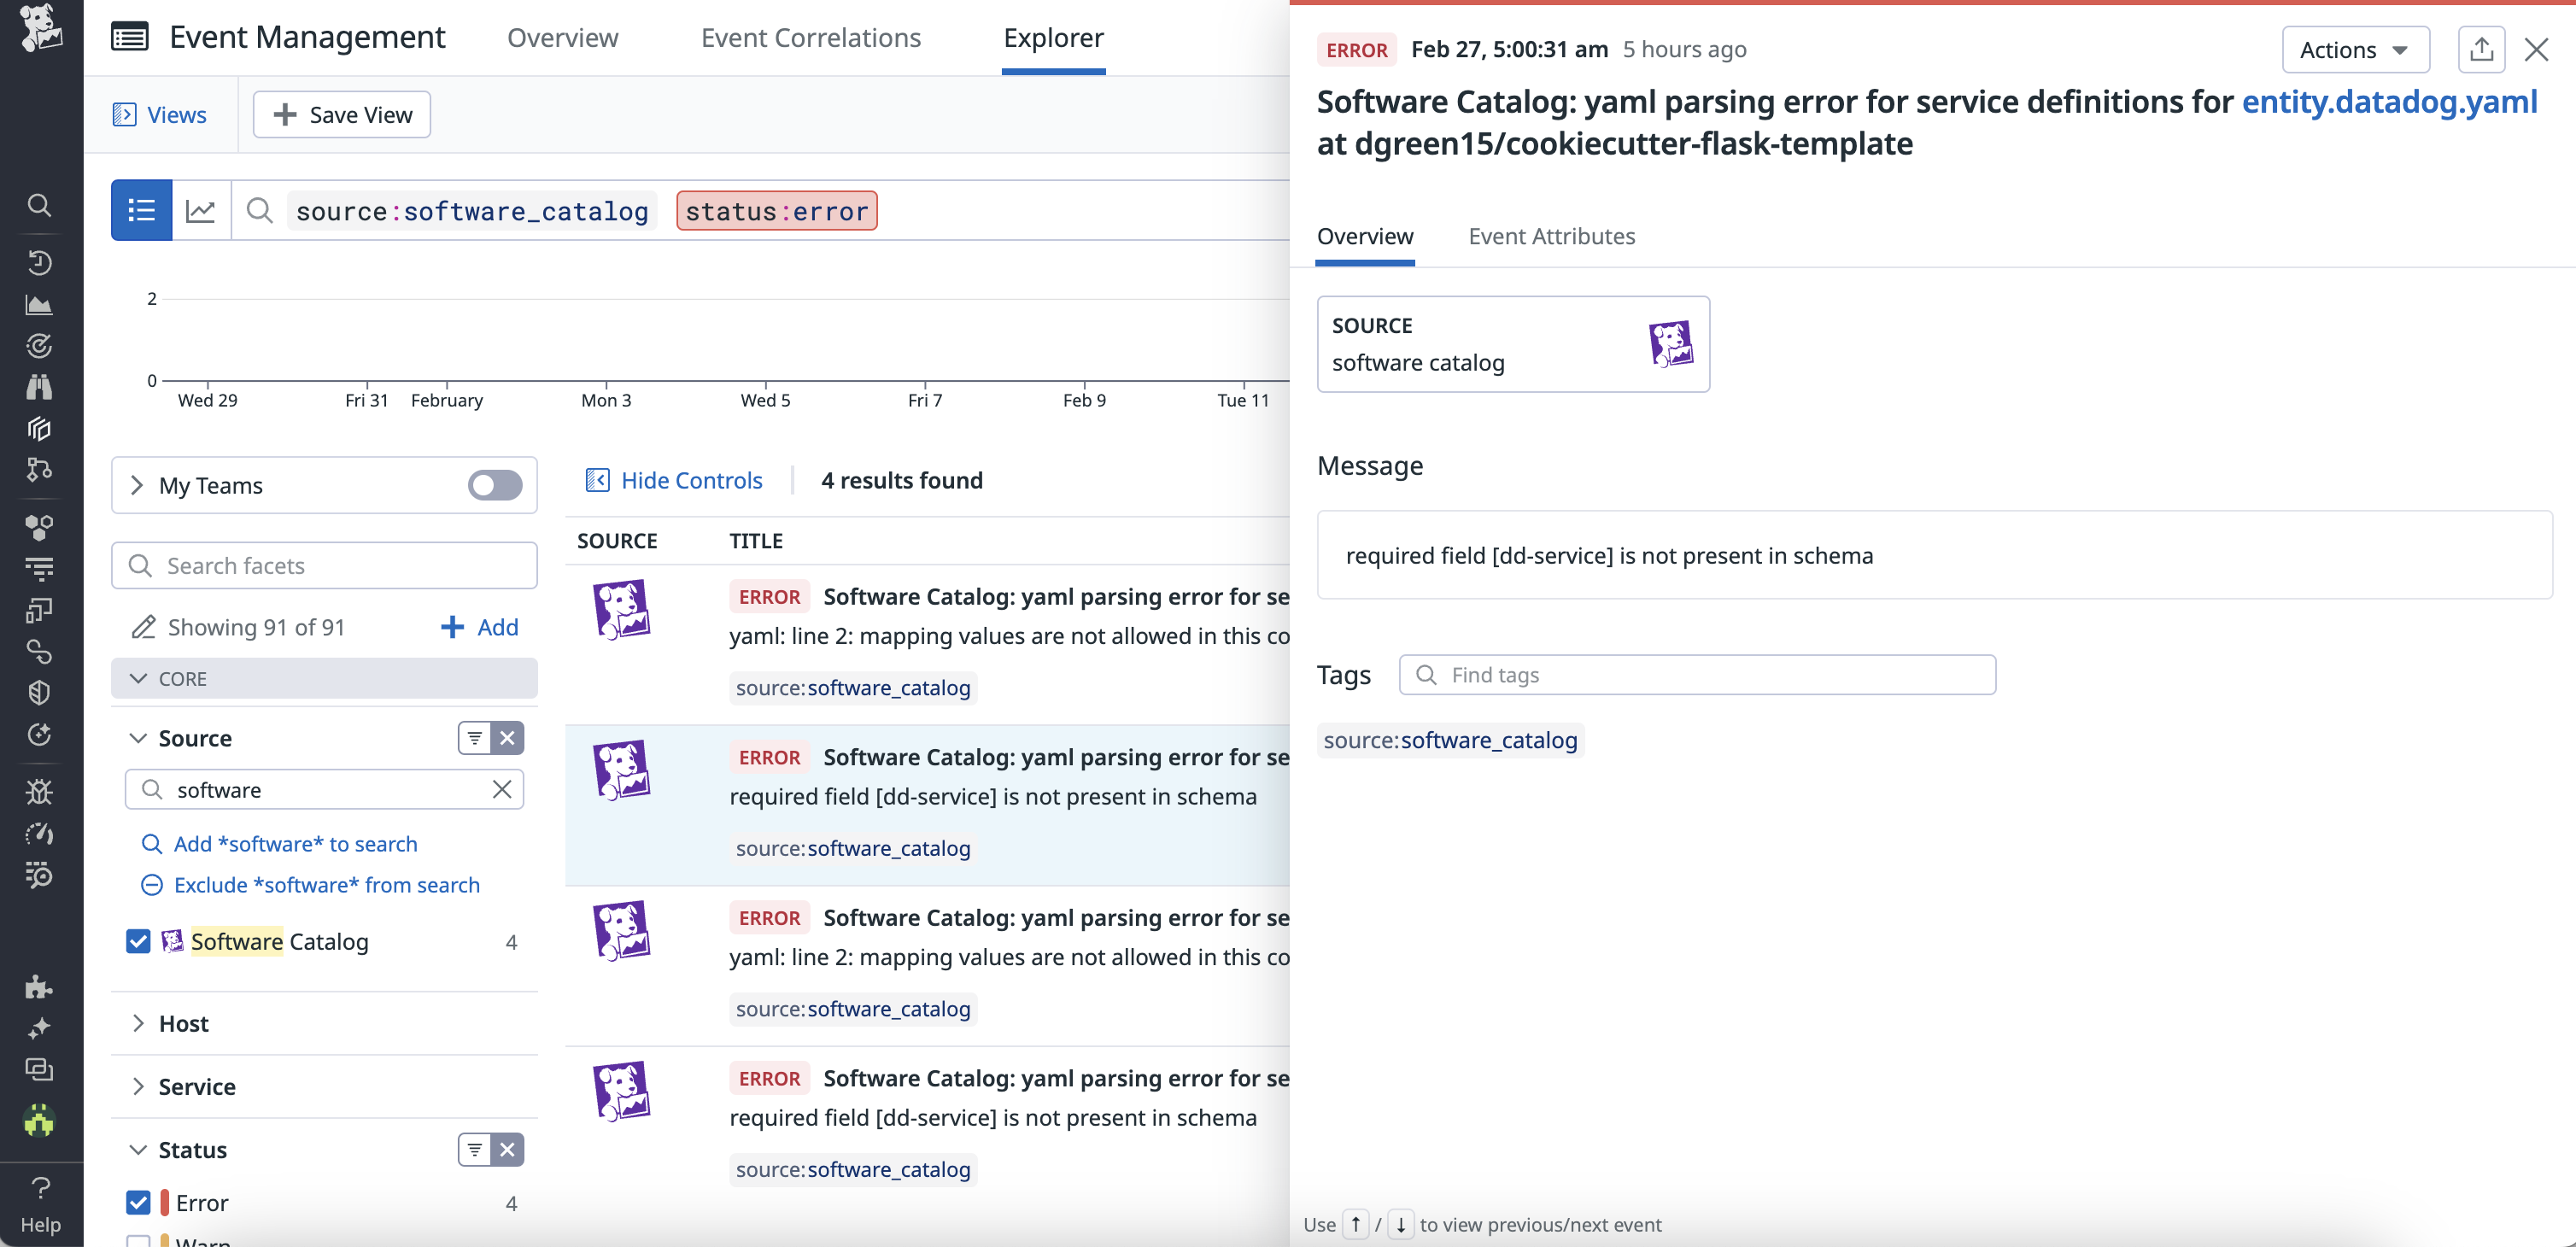 Event Management
Overview
Event Correlations
Explorer
Views
Save View
source:software_catalog status:error
2
0
Wed 29
Fri 31
February
Mon 3
Wed 5
Fri 7
Feb 9
Tue 11
My Teams
Search facets
Showing 91 of 91
Add
CORE
Source
software
Add *software* to search
Exclude *software* from search
Software Catalog 4
Host
Service
Status
Error 4
Warn
Help
Hide Controls
4 results found
SOURCE TITLE
ERROR Software Catalog: yaml parsing error for se
yaml: line 2: mapping values are not allowed in this co
source:software_catalog
ERROR Software Catalog: yaml parsing error for se
required field [dd-service] is not present in schema
source:software_catalog
ERROR Software Catalog: yaml parsing error for se
yaml: line 2: mapping values are not allowed in this co
source:software_catalog
ERROR Software Catalog: yaml parsing error for se
required field [dd-service] is not present in schema
source:software_catalog
ERROR Feb 27, 5:00:31 am 5 hours ago
Actions
Software Catalog: yaml parsing error for service definitions for entity.datadog.yaml
at dgreen15/cookiecutter-flask-template
Overview
Event Attributes
SOURCE
software catalog
Message
required field [dd-service] is not present in schema
Tags
Find tags
source:software_catalog
Use ↑ / ↓ to view previous/next event